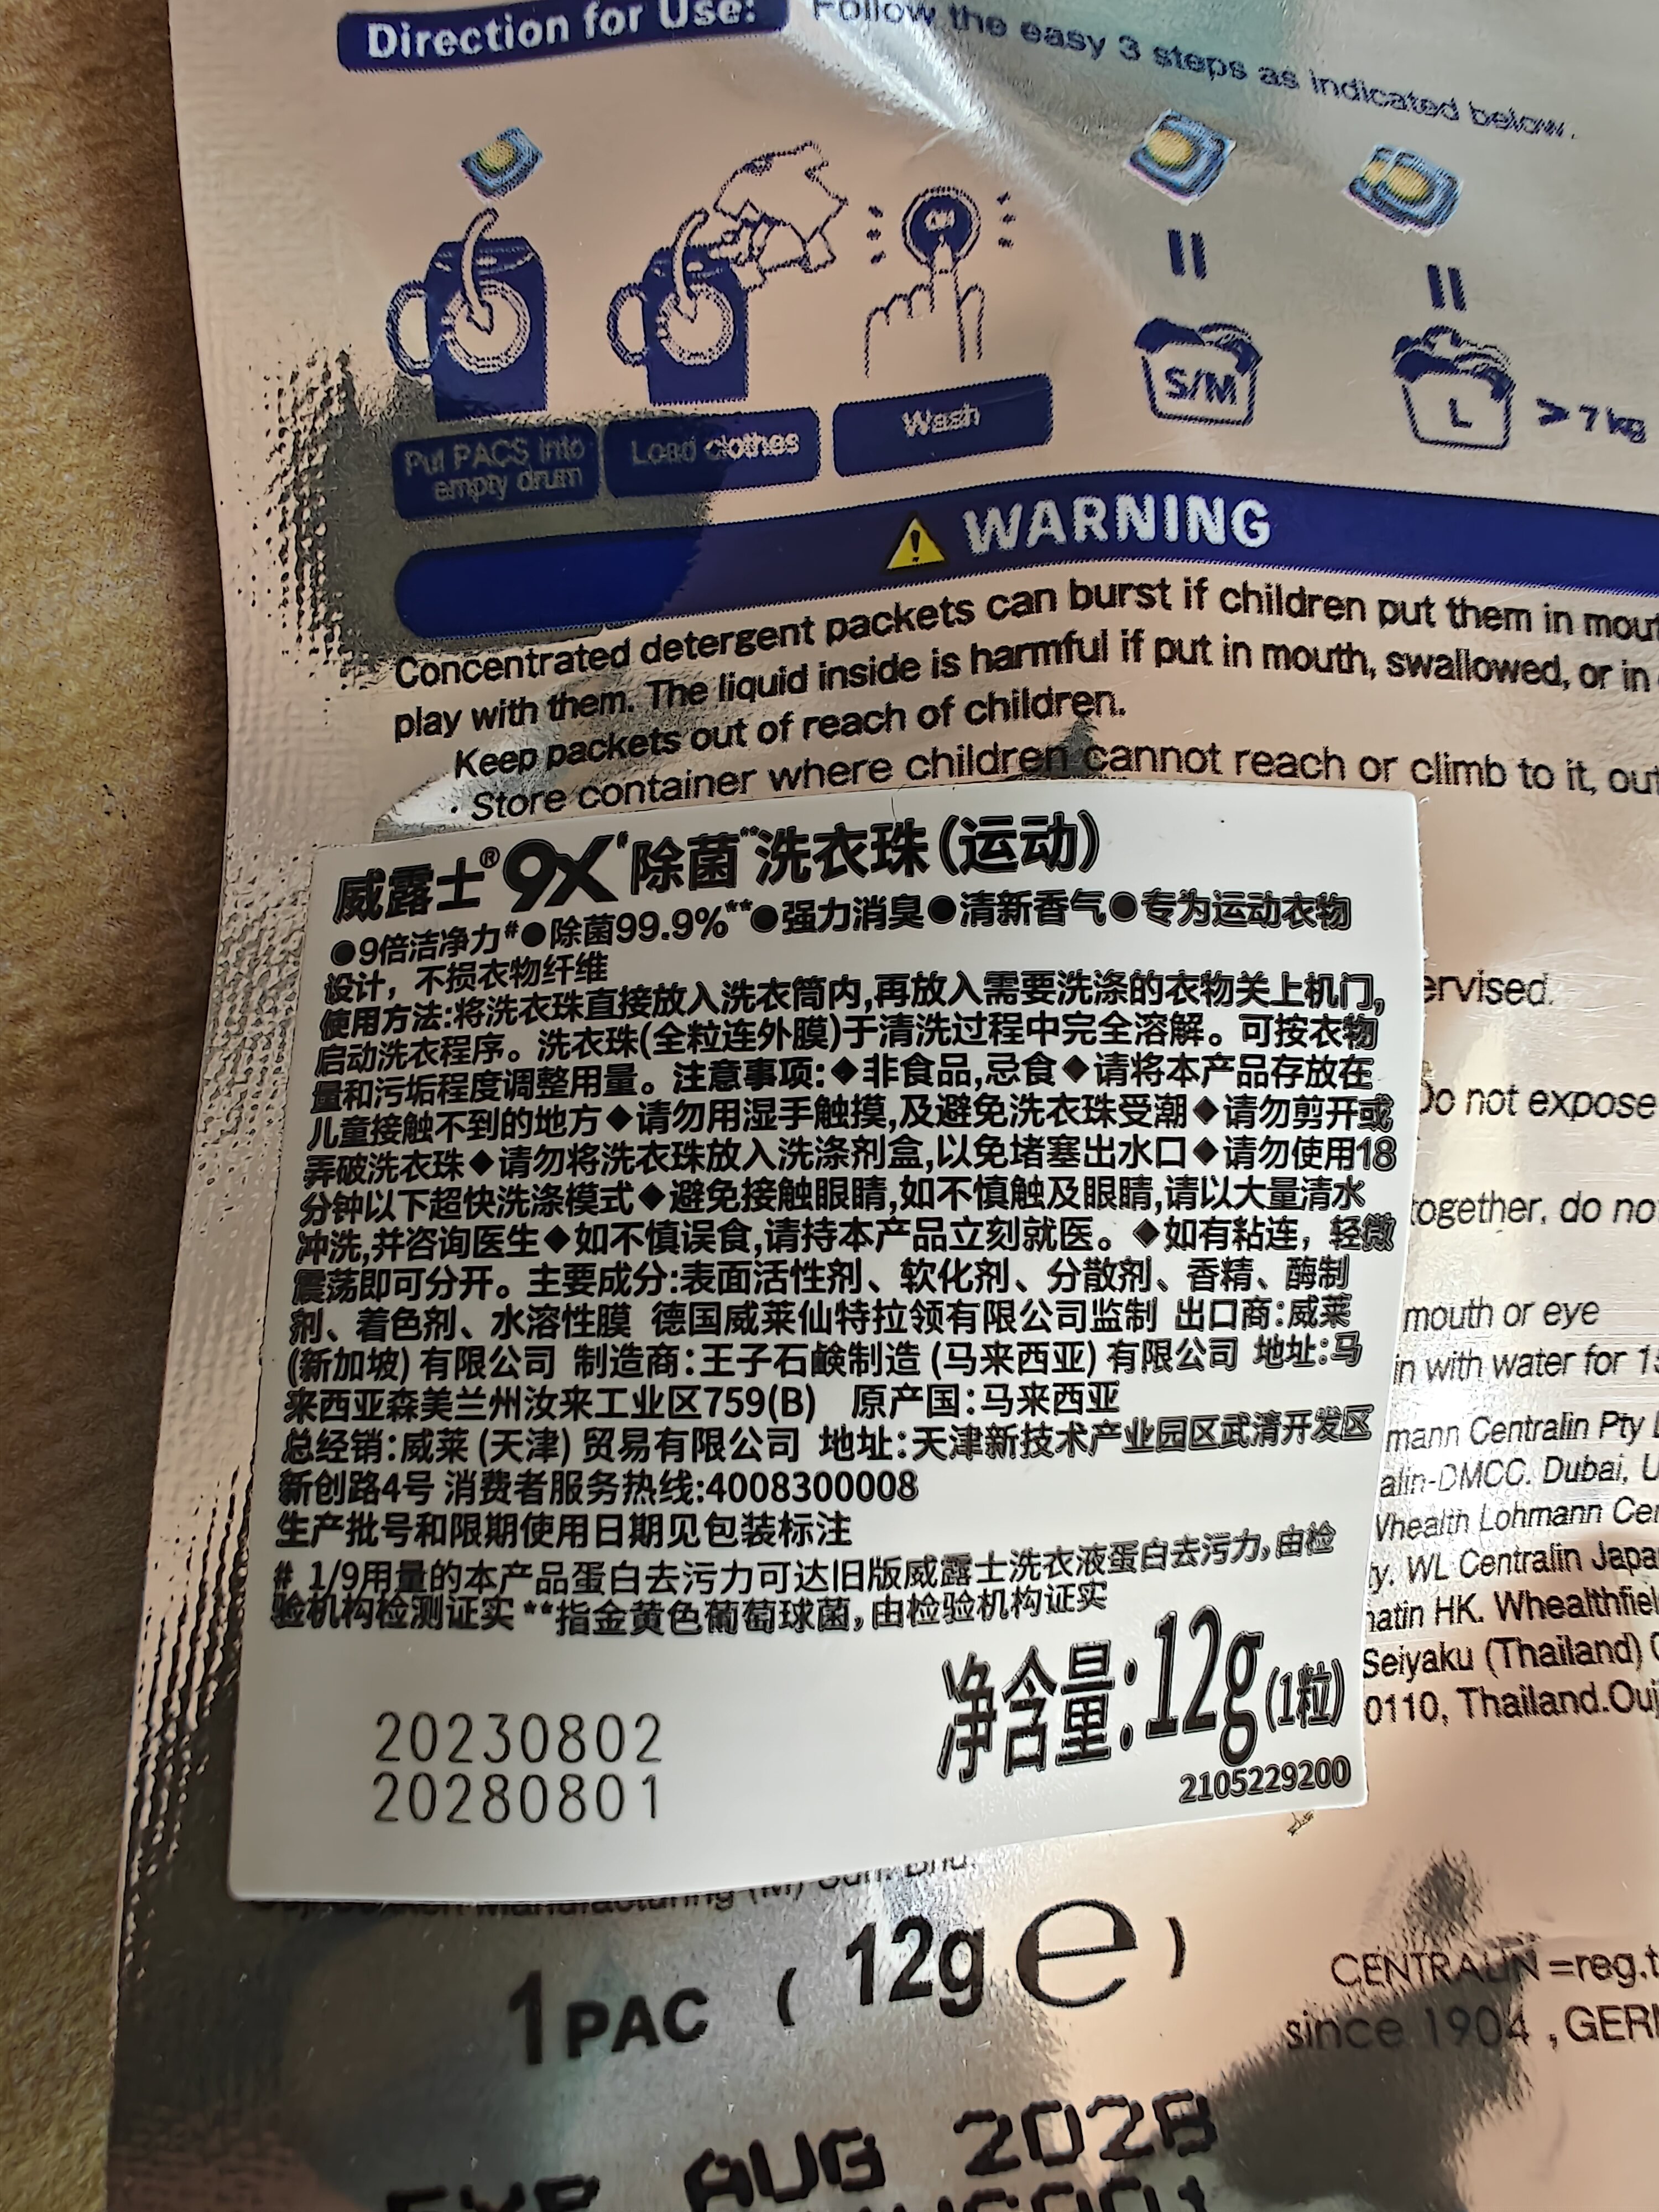 Direction for Use: Follow the easy 3 steps as indicated below.
ON
S/M
L > 7 kg
Put PACS into
empty drum
Load clothes
Wash
WARNING
Concentrated detergent packets can burst if children put them in
play with them. The liquid inside is harmful if put in mouth, swallowed, or in
Keep packets out of reach of children.
· Store container where children cannot reach or climb to it,
威露士®9X#除菌**洗衣珠(运动)
●9倍洁净力#●除菌99.9%**●强力消臭●清新香气●专为运动衣物
设计，不损衣物纤维
使用方法:将洗衣珠直接放入洗衣筒内,再放入需要洗涤的衣物关上机门,
启动洗衣程序。洗衣珠(全粒连外膜)于清洗过程中完全溶解。可按衣物
量和污垢程度调整用量。注意事项:◆非食品,忌食◆请将本产品存放在
儿童接触不到的地方◆请勿用湿手触摸,及避免洗衣珠受潮◆请勿剪开或
弄破洗衣珠◆请勿将洗衣珠放入洗涤剂盒,以免堵塞出水口◆请勿使用18
分钟以下超快洗涤模式◆避免接触眼睛,如不慎触及眼睛,请以大量清水
冲洗,并咨询医生◆如不慎误食,请持本产品立刻就医。◆如有粘连，轻微
震荡即可分开。主要成分:表面活性剂、软化剂、分散剂、香精、酶制
剂、着色剂、水溶性膜 德国威莱仙特拉领有限公司监制 出口商:威莱
(新加坡) 有限公司 制造商:王子石鹸制造 (马来西亚) 有限公司 地址:马
来西亚森美兰州汝来工业区759(B) 原产国:马来西亚
总经销:威莱 (天津) 贸易有限公司 地址:天津新技术产业园区武清开发区
新创路4号 消费者服务热线:4008300008
生产批号和限期使用日期见包装标注
# 1/9用量的本产品蛋白去污力可达旧版威露士洗衣液蛋白去污力,由检
验机构检测证实 **指金黄色葡萄球菌,由检验机构证实
净含量:12g(1粒)
20230802
20280801
2105229200
Do not expose
together, do
mouth or eye
with water for
mann Centralin Pty
DMCC. Dubai,
Lohmann
WL Centralin
HK.
Seiyaku (Thailand)
0110, Thailand.
Manufacturing (M) Sdn. Bhd.
1 PAC ( 12g e )
CENTRALIN =reg.
since 1904 ,
EXP AUG 2028